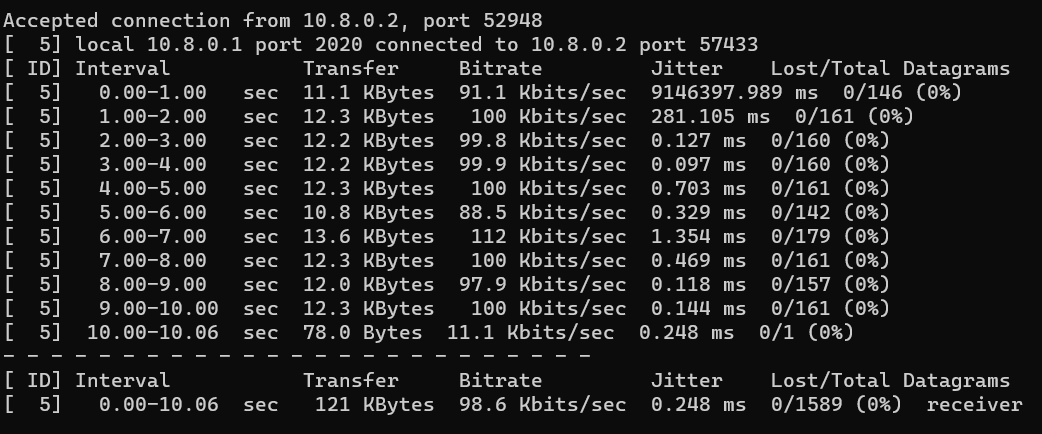 Accepted connection from 10.8.0.2, port 52948
[  5] local 10.8.0.1 port 2020 connected to 10.8.0.2 port 57433
[ ID] Interval           Transfer     Bitrate         Jitter    Lost/Total Datagrams
[  5]   0.00-1.00   sec  11.1 KBytes  91.1 Kbits/sec  9146397.989 ms  0/146 (0%)
[  5]   1.00-2.00   sec  12.3 KBytes   100 Kbits/sec  281.105 ms  0/161 (0%)
[  5]   2.00-3.00   sec  12.2 KBytes  99.8 Kbits/sec  0.127 ms  0/160 (0%)
[  5]   3.00-4.00   sec  12.2 KBytes  99.9 Kbits/sec  0.097 ms  0/160 (0%)
[  5]   4.00-5.00   sec  12.3 KBytes   100 Kbits/sec  0.703 ms  0/161 (0%)
[  5]   5.00-6.00   sec  10.8 KBytes  88.5 Kbits/sec  0.329 ms  0/142 (0%)
[  5]   6.00-7.00   sec  13.6 KBytes   112 Kbits/sec  1.354 ms  0/179 (0%)
[  5]   7.00-8.00   sec  12.3 KBytes   100 Kbits/sec  0.469 ms  0/161 (0%)
[  5]   8.00-9.00   sec  12.0 KBytes  97.9 Kbits/sec  0.118 ms  0/157 (0%)
[  5]   9.00-10.00  sec  12.3 KBytes   100 Kbits/sec  0.144 ms  0/161 (0%)
[  5]  10.00-10.06  sec  78.0 Bytes  11.1 Kbits/sec  0.248 ms  0/1 (0%)
- - - - - - - - - - - - - - - - - - - - - - - - -
[ ID] Interval           Transfer     Bitrate         Jitter    Lost/Total Datagrams
[  5]   0.00-10.06  sec   121 KBytes  98.6 Kbits/sec  0.248 ms  0/1589 (0%)  receiver